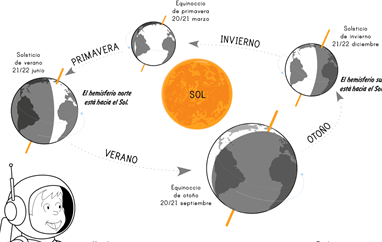 Equinoccio
de primavera
20/21 marzo
Solsticio
de invierno
21/22 diciembre
INVIERNO
PRIMAVERA
Solsticio
de verano
21/22 junio
El hemisferio norte
está hacia el Sol.
El hemisferio su
está hacia el Sol.
SOL
OTOÑO
VERANO
Equinoccio
de otoño
20/21 septiembre